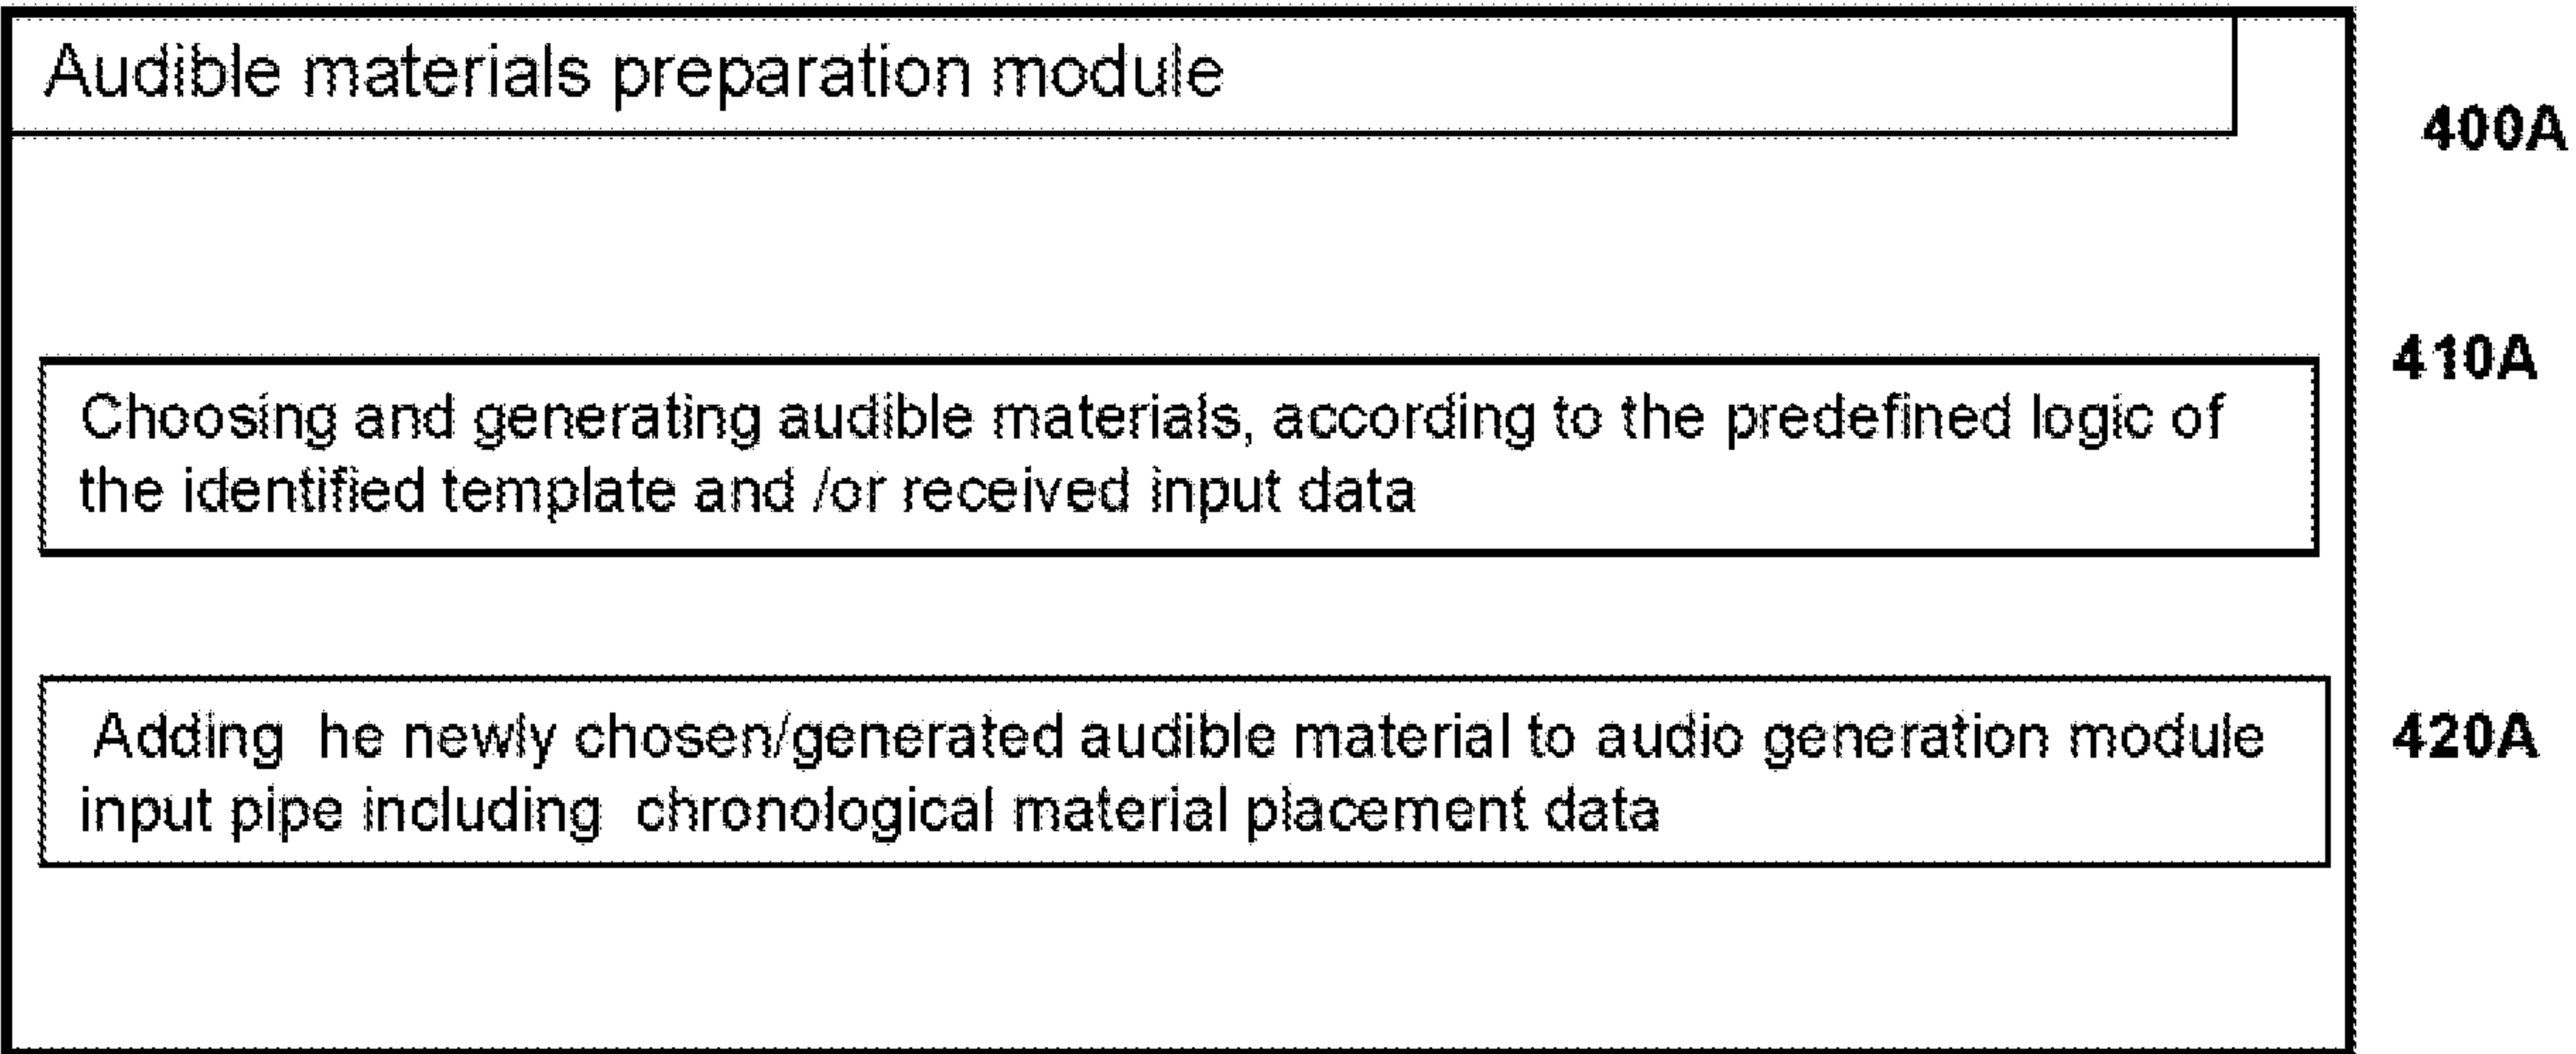 Audible materials preparation module
400A
410A
Choosing and generating audible materials, according to the predefined logic of
the identified template and /or received input data
Adding  he newly chosen/generated audible material to audio generation module
420A
input pipe including  chronological material placement data